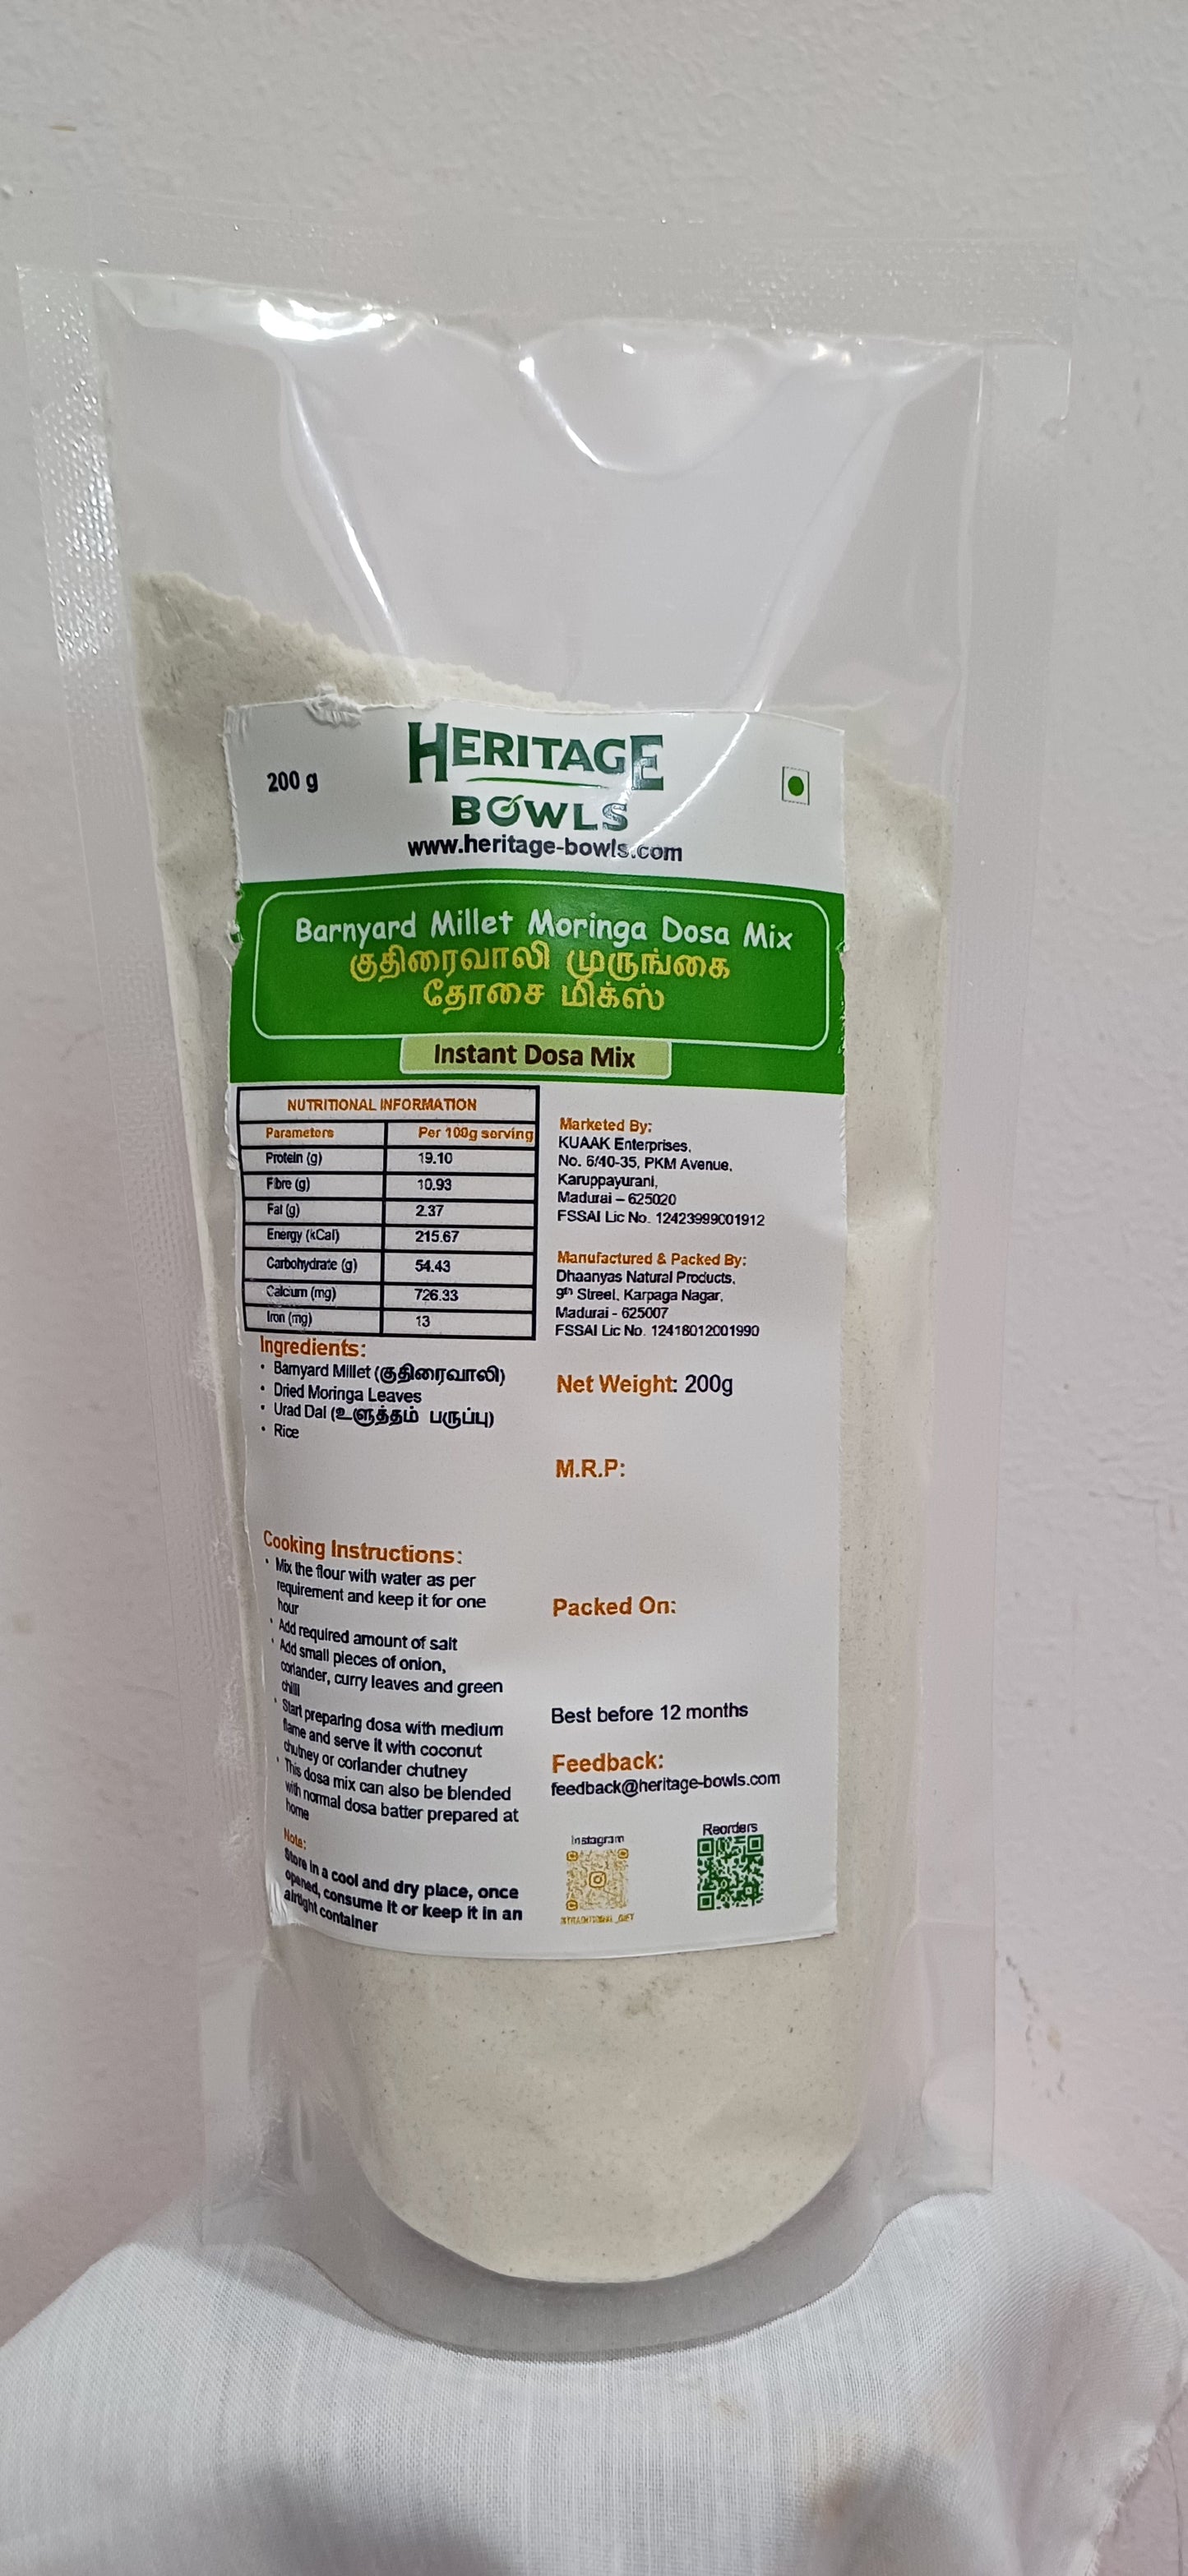 200 g
HERITAGE
BOWLS
www.heritage-bowls.com
Barnyard Millet Moringa Dosa Mix
குதிரைவாலி முருங்கை
தோசை மிக்ஸ்
Instant Dosa Mix
NUTRITIONAL INFORMATION
Parameters Per 100g serving
Protein (g) 19.10
Fibre (g) 10.93
Fat (g) 2.37
Energy (kCal) 215.67
Carbohydrate (g) 54.43
Calcium (mg) 726.33
Iron (mg) 13
Ingredients:
• Barnyard Millet (குதிரைவாலி)
• Dried Moringa Leaves
• Urad Dal (உளுத்தம் பருப்பு)
• Rice
Cooking Instructions:
• Mix the flour with water as per
requirement and keep it for one
hour
• Add required amount of salt
• Add small pieces of onion,
coriander, curry leaves and green
chilli
• Start preparing dosa with medium
flame and serve it with coconut
chutney or coriander chutney
• This dosa mix can also be blended
with normal dosa batter prepared at
home
Note:
Store in a cool and dry place, once
opened, consume it or keep it in an
airtight container
Marketed By:
KUAAK Enterprises,
No. 6/40-35, PKM Avenue,
Karuppayurani,
Madurai – 625020
FSSAI Lic No. 12423999001912
Manufactured & Packed By:
Dhaanyas Natural Products,
9th Street, Karpaga Nagar,
Madurai - 625007
FSSAI Lic No. 12418012001990
Net Weight: 200g
M.R.P:
Packed On:
Best before 12 months
Feedback:
feedback@heritage-bowls.com
Instagram
Reorders